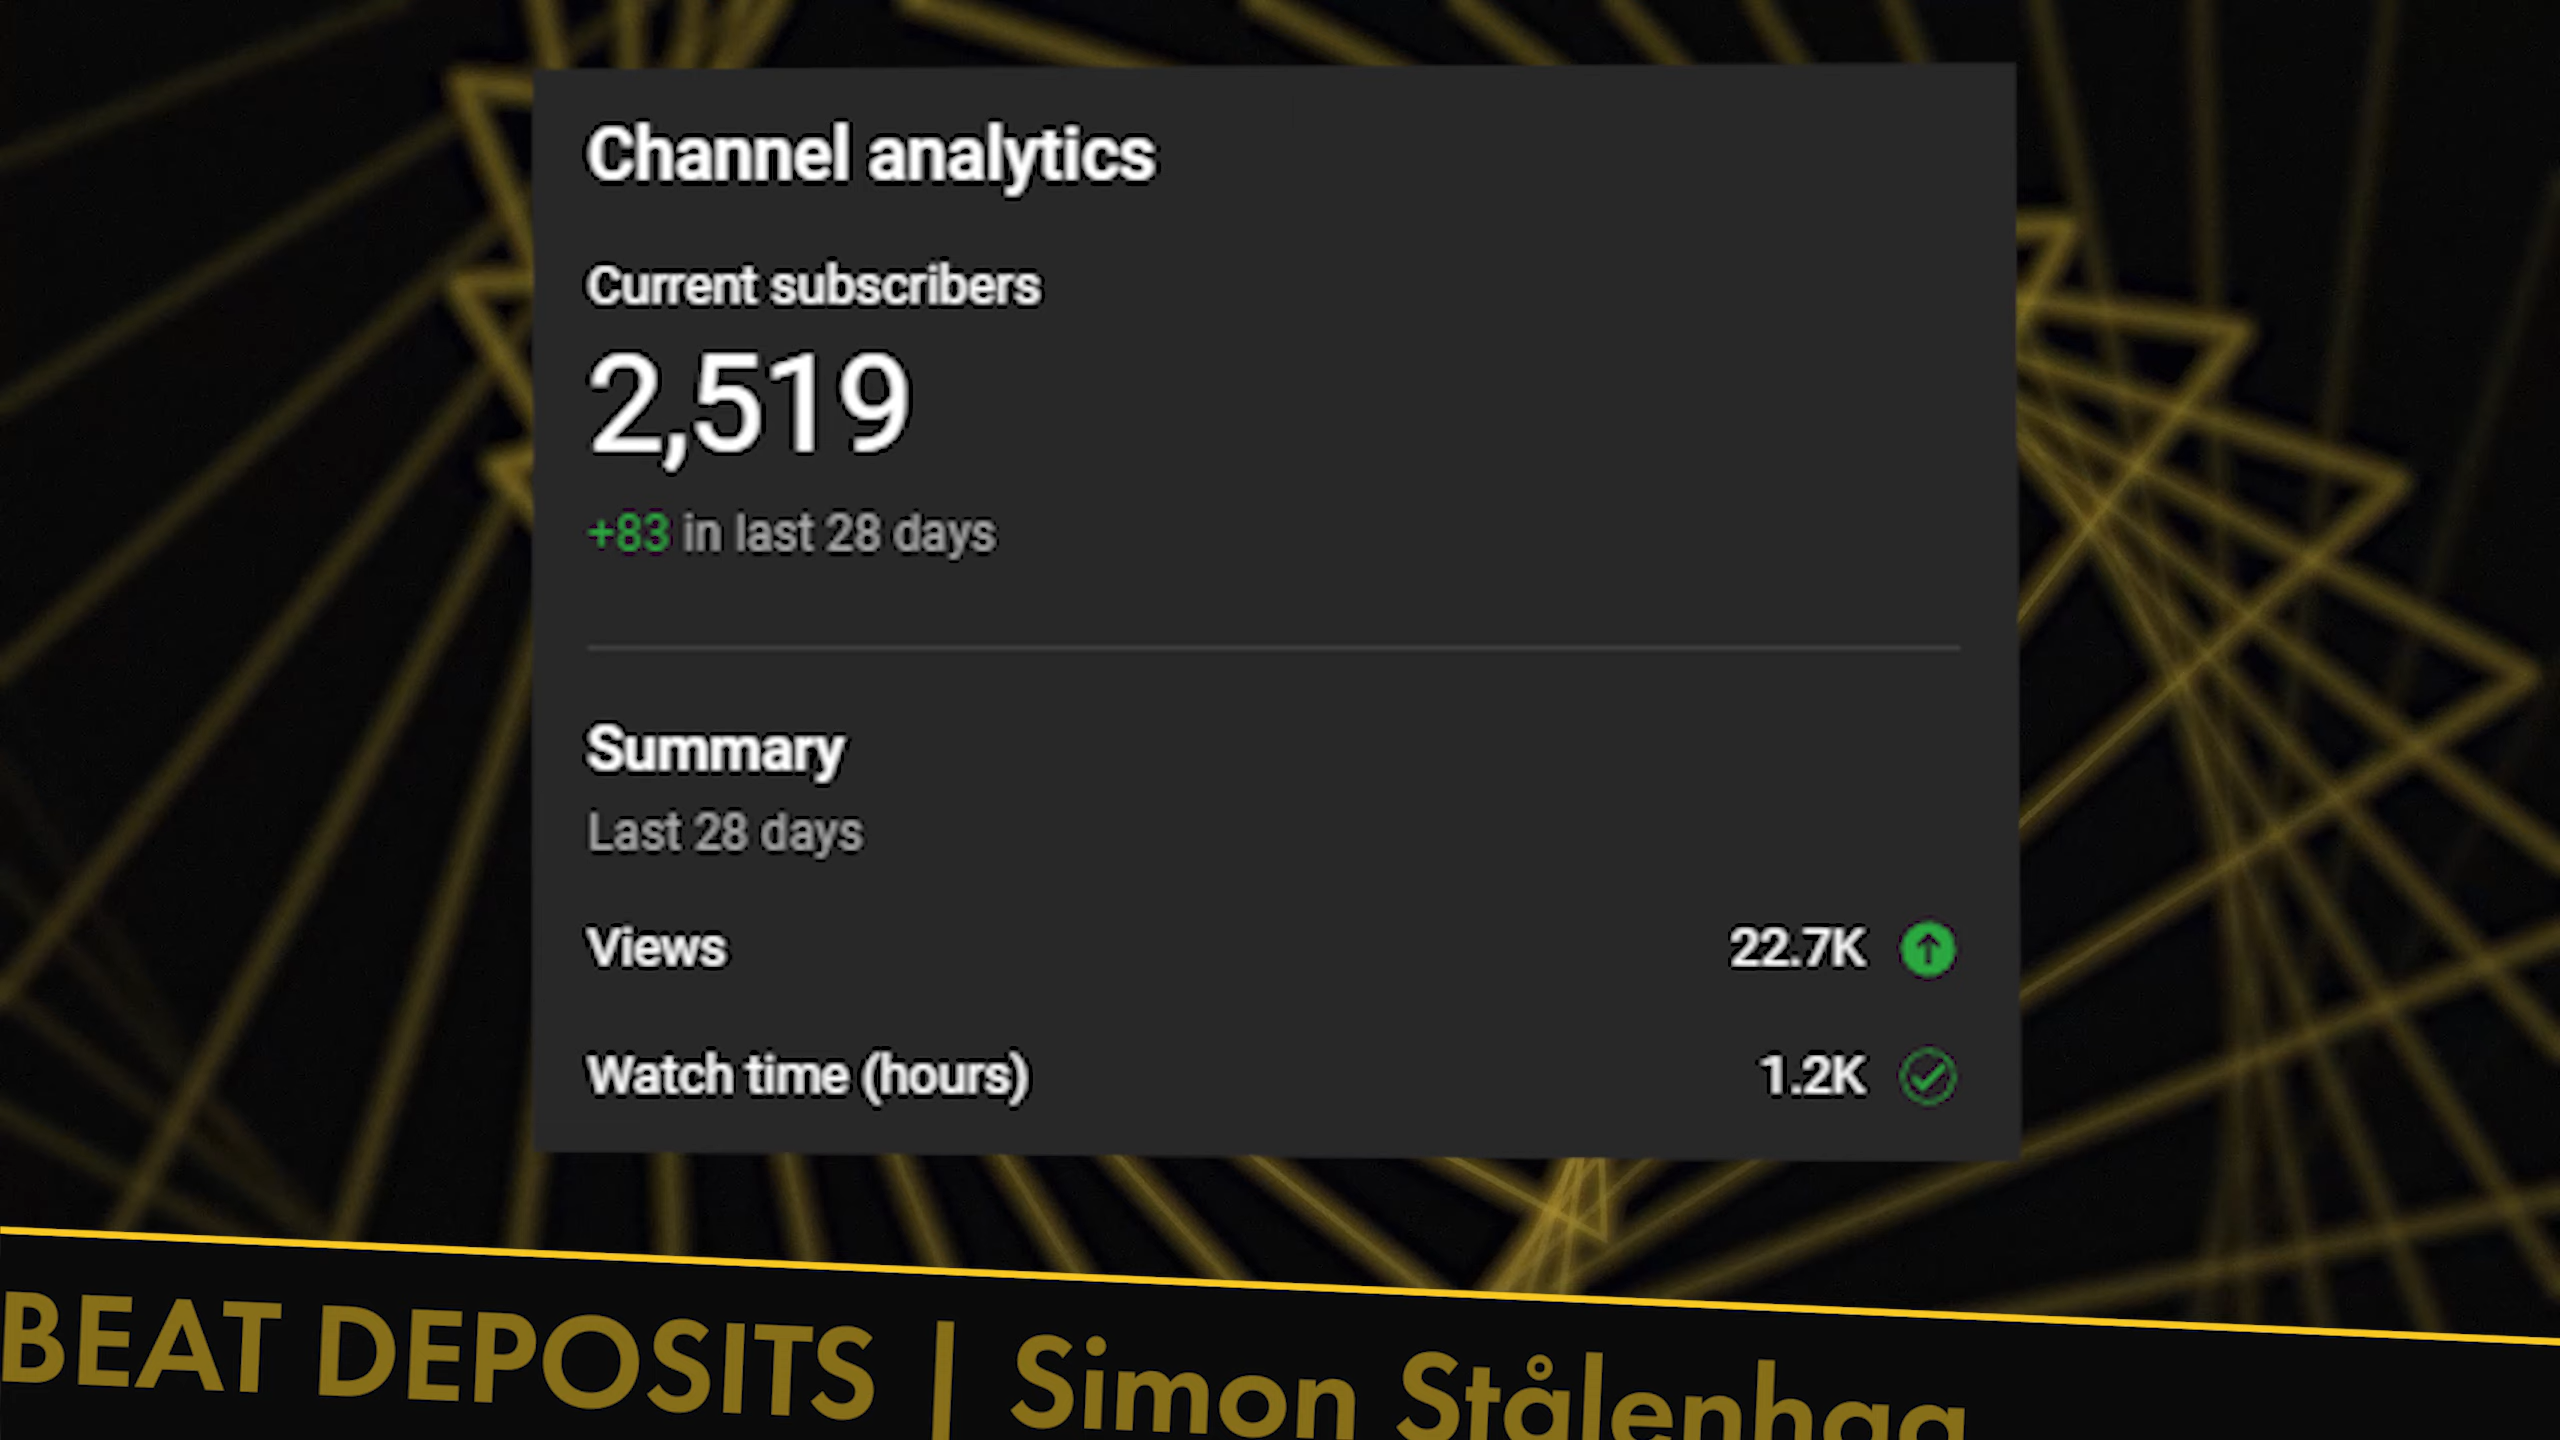 Channel analytics
Current subscribers
2,519
+83 in last 28 days
Summary
Last 28 days
Views 22.7K
Watch time (hours) 1.2K
BEAT DEPOSITS | Simon Stålenhag